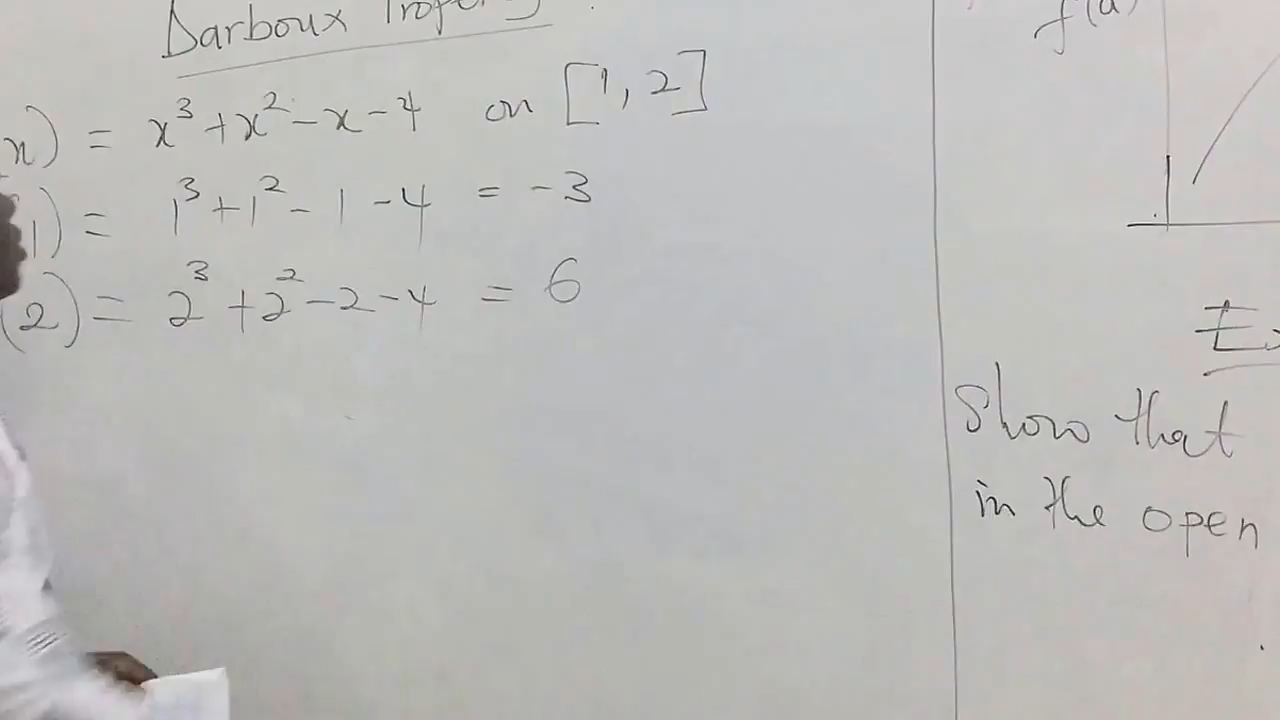 Darboux Property
x) = x³ + x² - x - 4 on [1, 2]
1) = 1³ + 1² - 1 - 4 = -3
(2) = 2³ + 2² - 2 - 4 = 6
f(a)
Show that
in the open